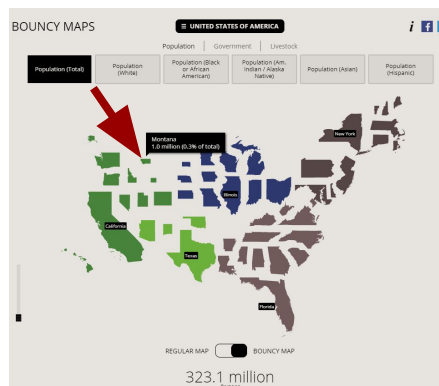 BOUNCY MAPS
≡ UNITED STATES OF AMERICA
i f
Population | Government | Livestock
Population (Total)
Population
(White)
Population (Black
or African
American)
Population (Am.
Indian / Alaska
Native)
Population (Asian)
Population
(Hispanic)
Montana
1.0 million (0.3% of total)
New York
Illinois
California
Texas
Florida
REGULAR MAP
BOUNCY MAP
323.1 million